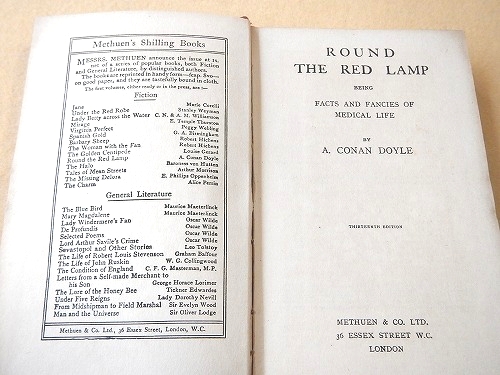 Methuen's Shilling Books
MESSRS. METHUEN announce the issue at 1s.
net of a series of popular books, both Fiction
and General Literature, by distinguished authors.
The books are reprinted in handy form—fcap. 8vo—
on good paper, and they are tastefully bound in cloth.
The first volumes, either ready or in the press, are:—
Fiction
Jane Marie Corelli
Under the Red Robe Stanley Weyman
Lady Betty across the Water C. N. & A. M. Williamson
Mirage E. Temple Thurston
Virginia Perfect Peggy Webling
Spanish Gold G. A. Birmingham
Barbary Sheep Robert Hichens
The Woman with the Fan Robert Hichens
The Golden Centipede Louise Gerard
Round the Red Lamp A. Conan Doyle
The Halo Baroness von Hutten
Tales of Mean Streets Arthur Morrison
The Missing Delora E. Phillips Oppenheim
The Charm Alice Perrin
General Literature
The Blue Bird Maurice Maeterlinck
Mary Magdalene Maurice Maeterlinck
Lady Windermere's Fan Oscar Wilde
De Profundis Oscar Wilde
Selected Poems Oscar Wilde
Lord Arthur Savile's Crime Oscar Wilde
Sevastopol and Other Stories Leo Tolstoy
The Life of Robert Louis Stevenson Graham Balfour
The Life of John Ruskin W. G. Collingwood
The Condition of England C. F. G. Masterman, M.P.
Letters from a Self-made Merchant to
his Son George Horace Lorimer
The Lore of the Honey Bee Tickner Edwardes
Under Five Reigns Lady Dorothy Nevill
From Midshipman to Field Marshal Sir Evelyn Wood
Man and the Universe Sir Oliver Lodge
Methuen & Co. Ltd., 36 Essex Street, London, W.C.
ROUND
THE RED LAMP
BEING
FACTS AND FANCIES OF
MEDICAL LIFE
BY
A. CONAN DOYLE
THIRTEENTH EDITION
METHUEN & CO. LTD.
36 ESSEX STREET W.C.
LONDON